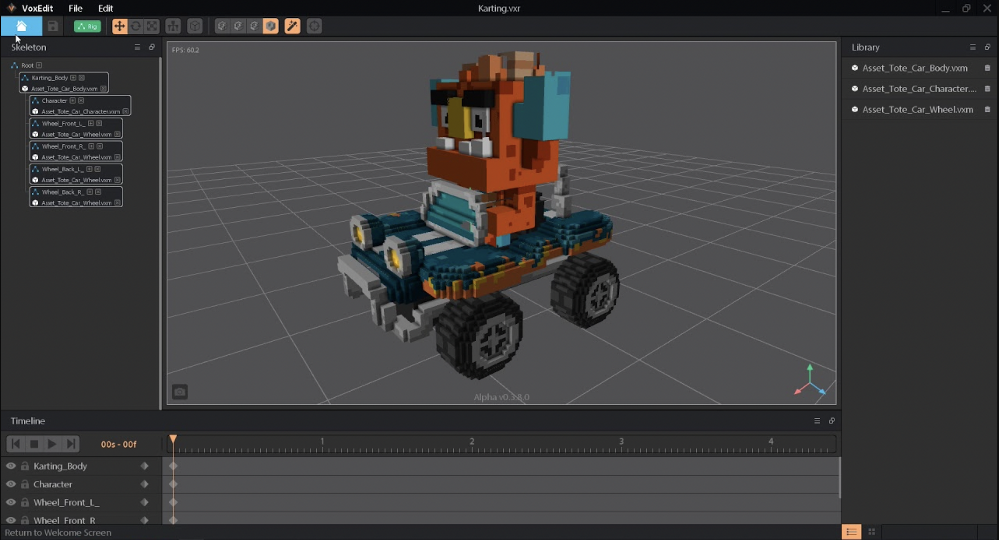 VoxEdit File Edit Karting.vxr
Rig
Skeleton
Root
Karting_Body
Asset_Tote_Car_Body.vxm
Character
Asset_Tote_Car_Character.vxm
Wheel_Front_L_
Asset_Tote_Car_Wheel.vxm
Wheel_Front_R_
Asset_Tote_Car_Wheel.vxm
Wheel_Back_L_
Asset_Tote_Car_Wheel.vxm
Wheel_Back_R_
Asset_Tote_Car_Wheel.vxm
FPS: 60.2
Alpha v0.3.8.0
Library
Asset_Tote_Car_Body.vxm
Asset_Tote_Car_Character....
Asset_Tote_Car_Wheel.vxm
Timeline
00s - 00f
1 2 3 4
Karting_Body
Character
Wheel_Front_L_
Wheel_Front_R
Return to Welcome Screen